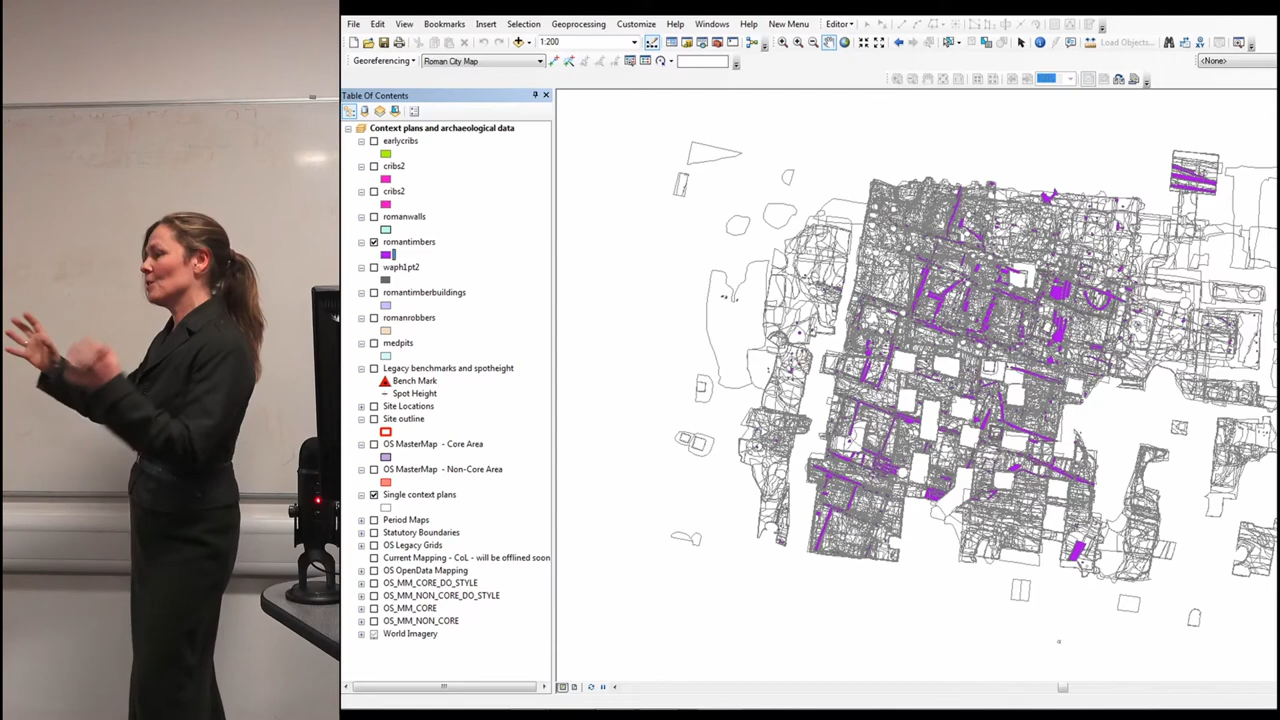 File Edit View Bookmarks Insert Selection Geoprocessing Customize Help Windows Help New Menu Editor
1:200 Load Objects...
Georeferencing Roman City Map <None>
Table Of Contents
Context plans and archaeological data
earlycribs
cribs2
cribs2
romanwalls
romantimbers
waph1pt2
romantimberbuildings
romanrobbers
medpits
Legacy benchmarks and spotheight
Bench Mark
Spot Height
Site Locations
Site outline
OS MasterMap - Core Area
OS MasterMap - Non-Core Area
Single context plans
Period Maps
Statutory Boundaries
OS Legacy Grids
Current Mapping - CoL - will be offlined soon
OS OpenData Mapping
OS_MM_CORE_DO_STYLE
OS_MM_NON_CORE_DO_STYLE
OS_MM_CORE
OS_MM_NON_CORE
World Imagery